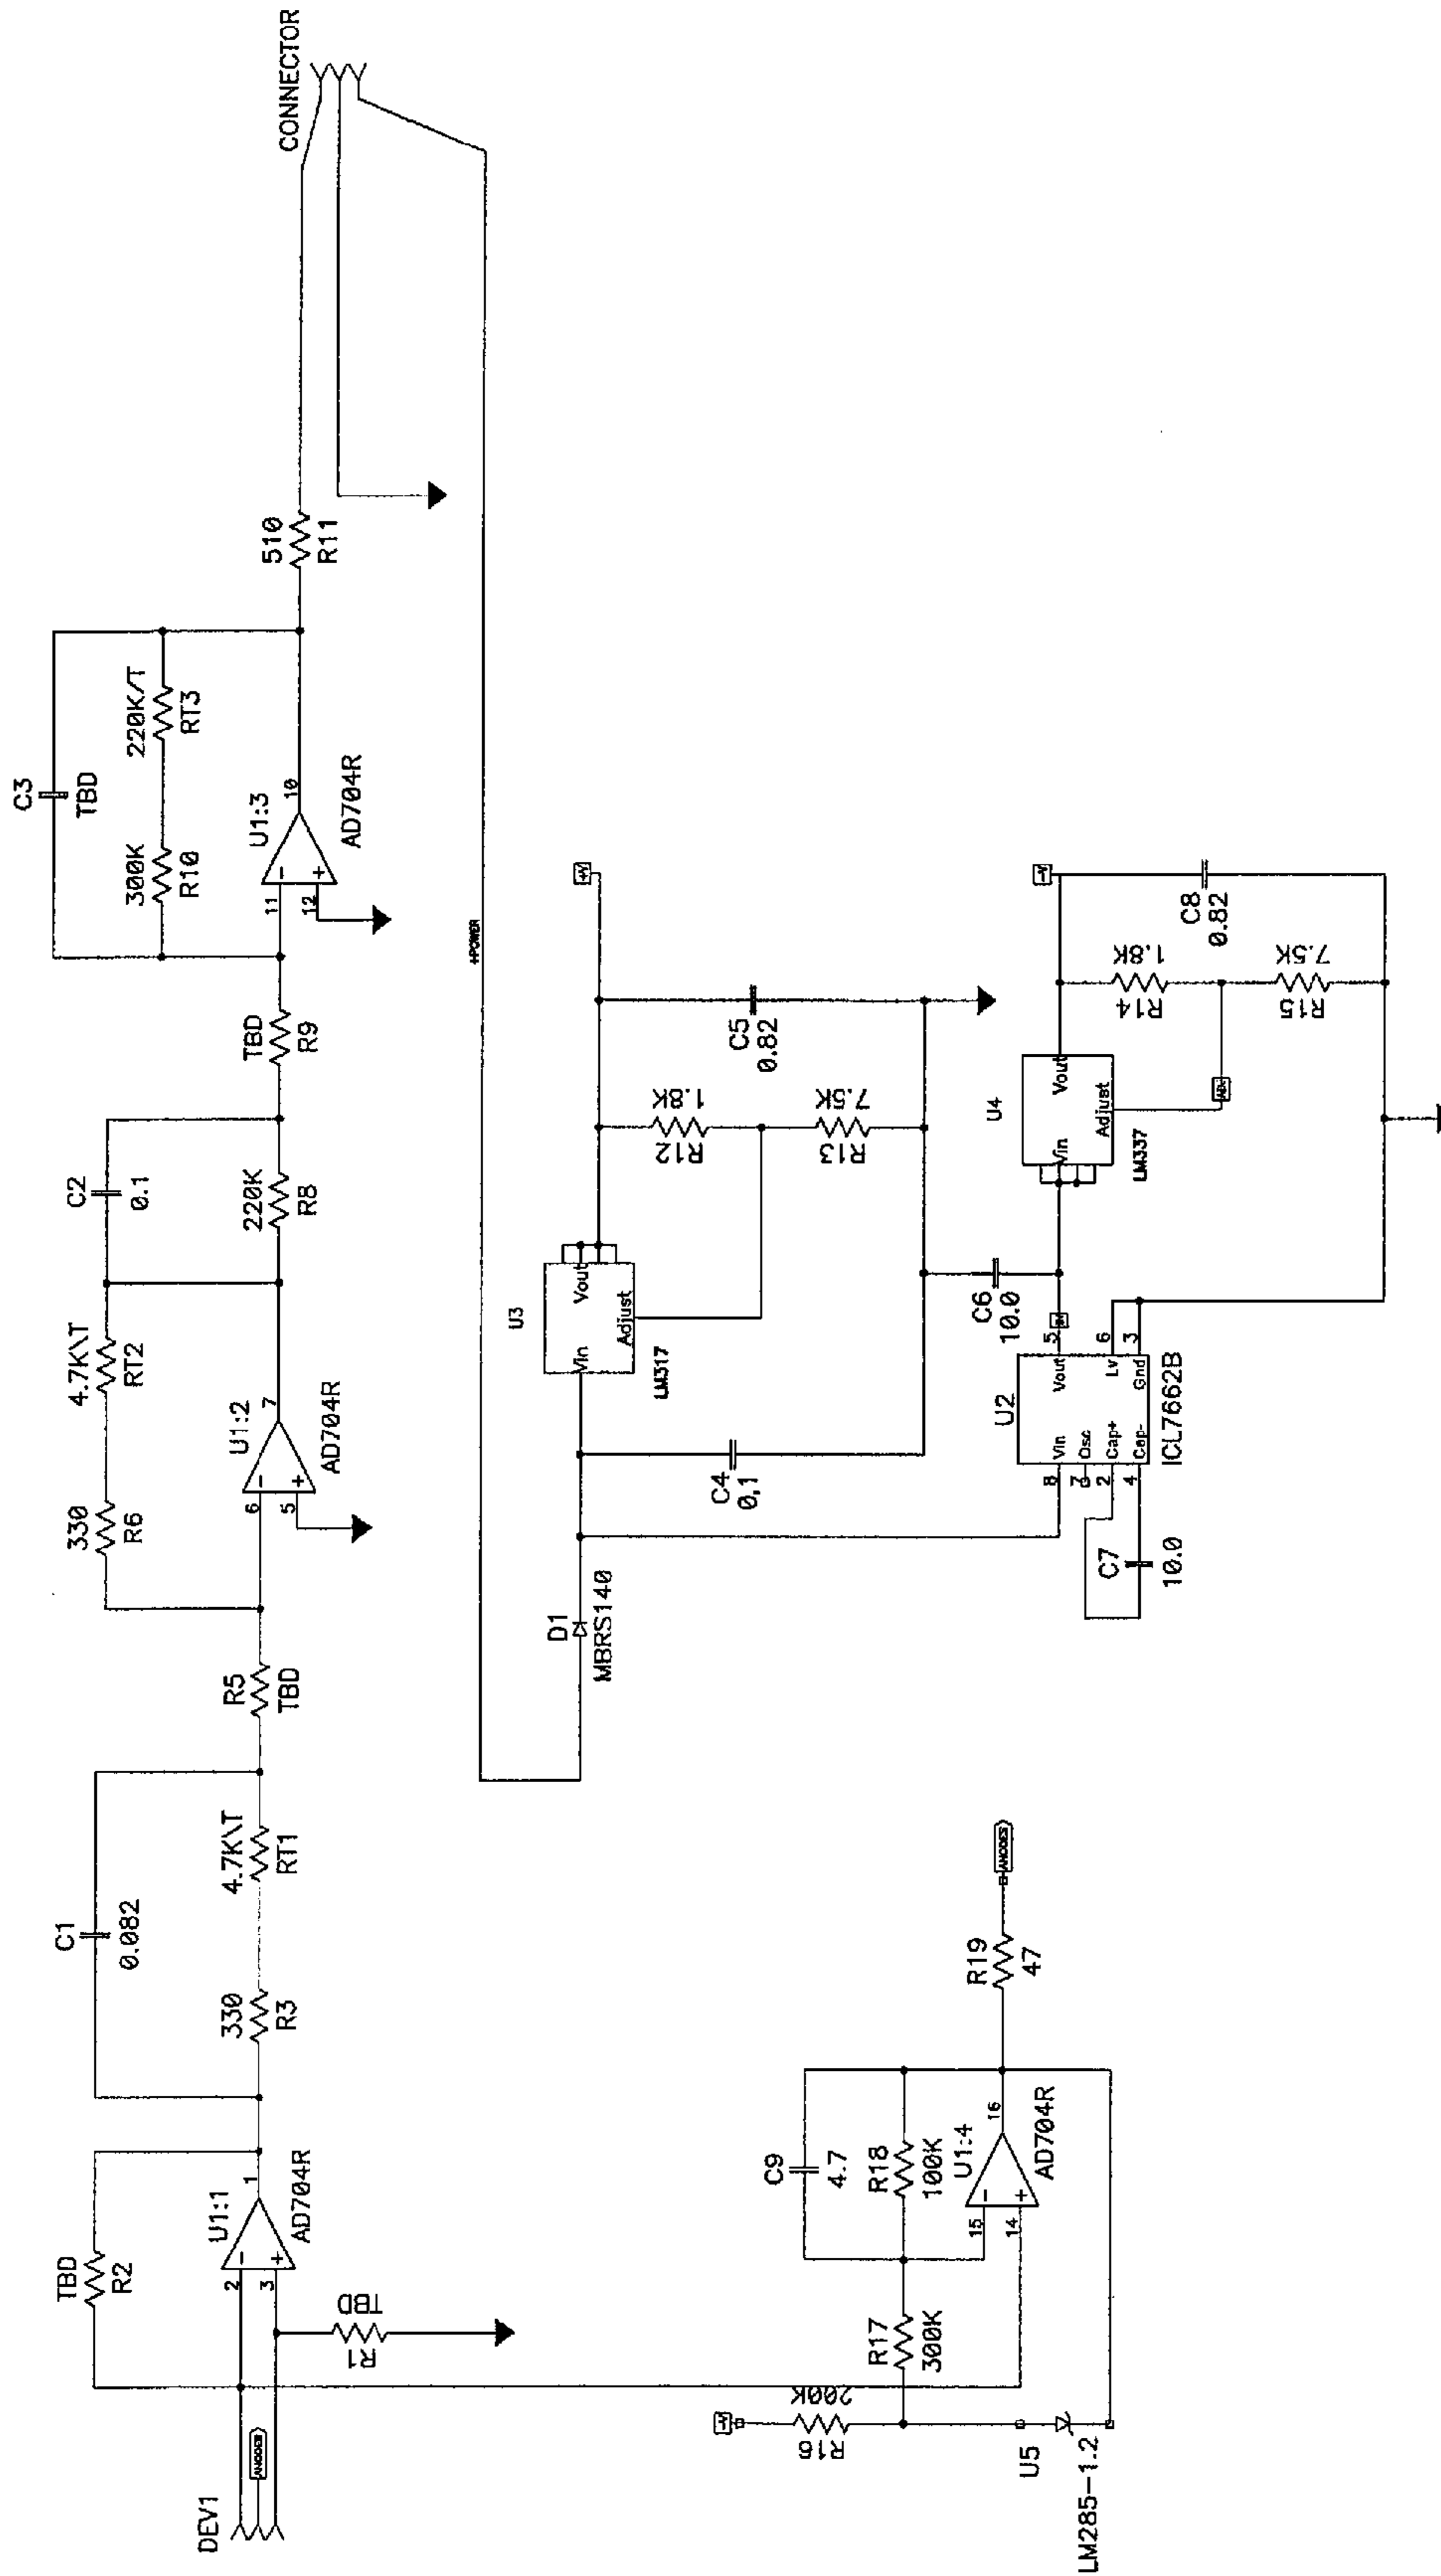 DEV1
ANODES
TBD
R2
2
3
1
U1:1
AD704R
TBD
R1
C1
0.082
330
R3
4.7K\T
RT1
R5
TBD
330
R6
4.7K\T
RT2
6
5
7
U1:2
AD704R
C2
0.1
220K
R8
TBD
R9
C3
TBD
300K
R10
220K/T
RT3
11
12
10
U1:3
AD704R
510
R11
CONNECTOR
+POWER
D1
MBRS140
C4
0,1
U3
Vin
Vout
Adjust
LM317
R12
1.8K
R13
7.5K
C5
0.82
+V
C6
10.0
U2
Vin
Osc
Cap+
Cap-
Vout
Lv
Gnd
8
7
2
4
5
6
3
ICL7662B
C7
10.0
U4
Vin
Vout
Adjust
LM337
R14
1.8K
R15
7.5K
C8
0.82
-V
R16
200K
R17
300K
C9
4.7
R18
100K
15
14
16
U1:4
AD704R
R19
47
ANODES
U5
LM285-1.2